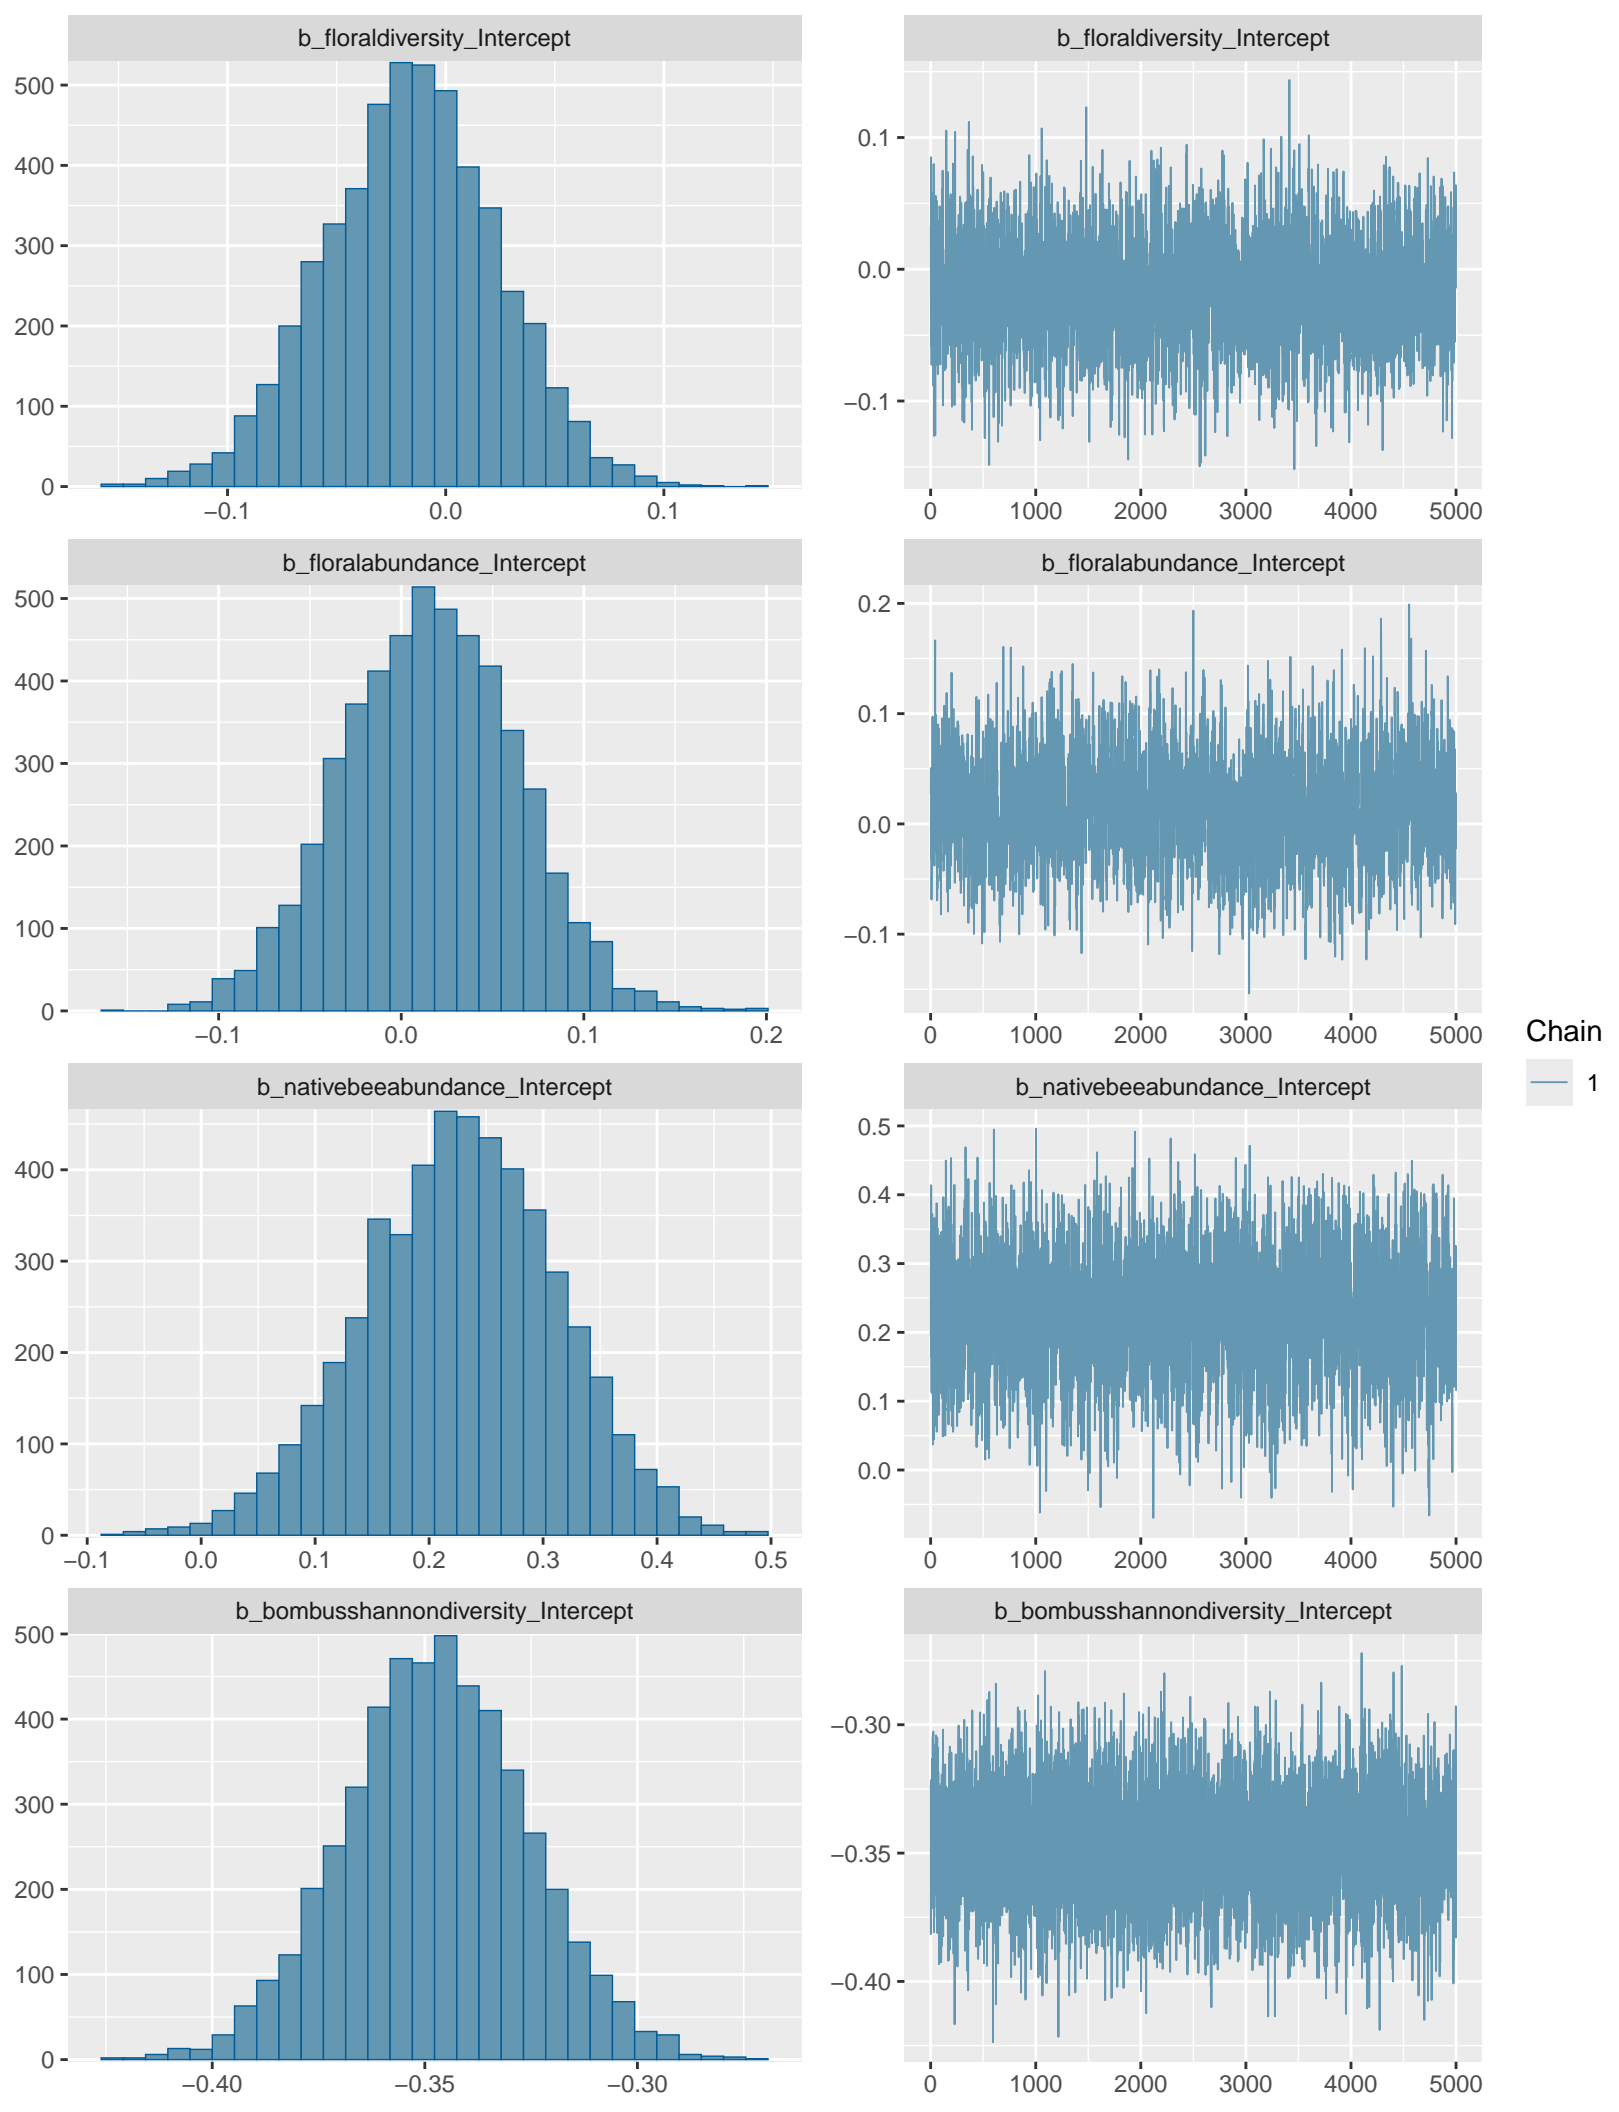 b_floraldiversity_Intercept
500
400
300
200
100
0
−0.1 0.0 0.1
b_floraldiversity_Intercept
0.1
0.0
−0.1
0 1000 2000 3000 4000 5000
b_floralabundance_Intercept
500
400
300
200
100
0
−0.1 0.0 0.1 0.2
b_floralabundance_Intercept
0.2
0.1
0.0
−0.1
0 1000 2000 3000 4000 5000
b_nativebeeabundance_Intercept
400
300
200
100
0
−0.1 0.0 0.1 0.2 0.3 0.4 0.5
b_nativebeeabundance_Intercept
0.5
0.4
0.3
0.2
0.1
0.0
0 1000 2000 3000 4000 5000
b_bombusshannondiversity_Intercept
500
400
300
200
100
0
−0.40 −0.35 −0.30
b_bombusshannondiversity_Intercept
−0.30
−0.35
−0.40
0 1000 2000 3000 4000 5000
Chain
1